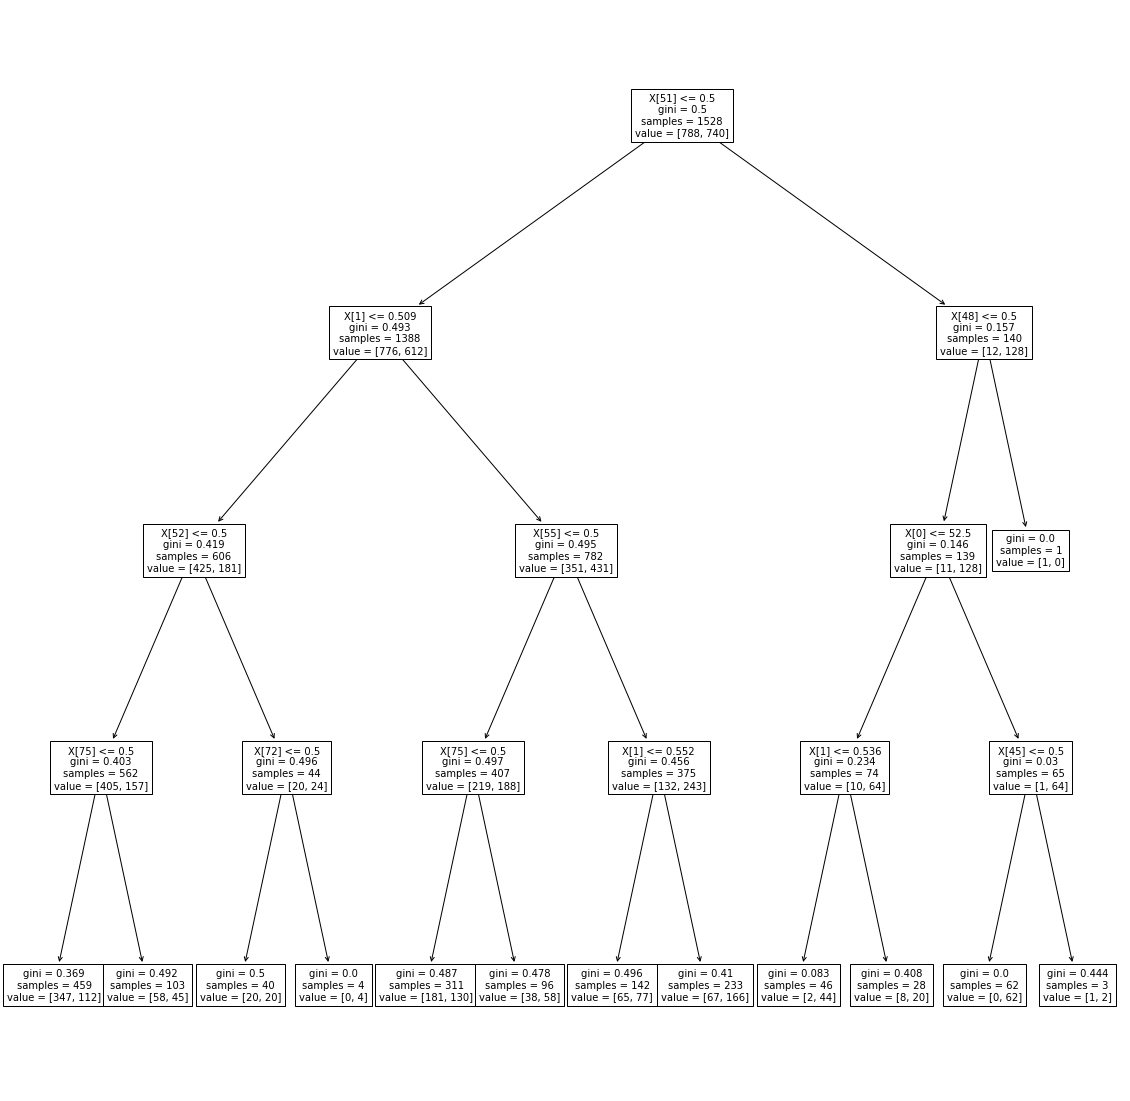 X[51] <= 0.5
gini = 0.5
samples = 1528
value = [788, 740]
X[1] <= 0.509
gini = 0.493
samples = 1388
value = [776, 612]
X[48] <= 0.5
gini = 0.157
samples = 140
value = [12, 128]
X[52] <= 0.5
gini = 0.419
samples = 606
value = [425, 181]
X[55] <= 0.5
gini = 0.495
samples = 782
value = [351, 431]
X[0] <= 52.5
gini = 0.146
samples = 139
value = [11, 128]
gini = 0.0
samples = 1
value = [1, 0]
X[75] <= 0.5
gini = 0.403
samples = 562
value = [405, 157]
X[72] <= 0.5
gini = 0.496
samples = 44
value = [20, 24]
X[75] <= 0.5
gini = 0.497
samples = 407
value = [219, 188]
X[1] <= 0.552
gini = 0.456
samples = 375
value = [132, 243]
X[1] <= 0.536
gini = 0.234
samples = 74
value = [10, 64]
X[45] <= 0.5
gini = 0.03
samples = 65
value = [1, 64]
gini = 0.369
samples = 459
value = [347, 112]
gini = 0.492
samples = 103
value = [58, 45]
gini = 0.5
samples = 40
value = [20, 20]
gini = 0.0
samples = 4
value = [0, 4]
gini = 0.487
samples = 311
value = [181, 130]
gini = 0.478
samples = 96
value = [38, 58]
gini = 0.496
samples = 142
value = [65, 77]
gini = 0.41
samples = 233
value = [67, 166]
gini = 0.083
samples = 46
value = [2, 44]
gini = 0.408
samples = 28
value = [8, 20]
gini = 0.0
samples = 62
value = [0, 62]
gini = 0.444
samples = 3
value = [1, 2]